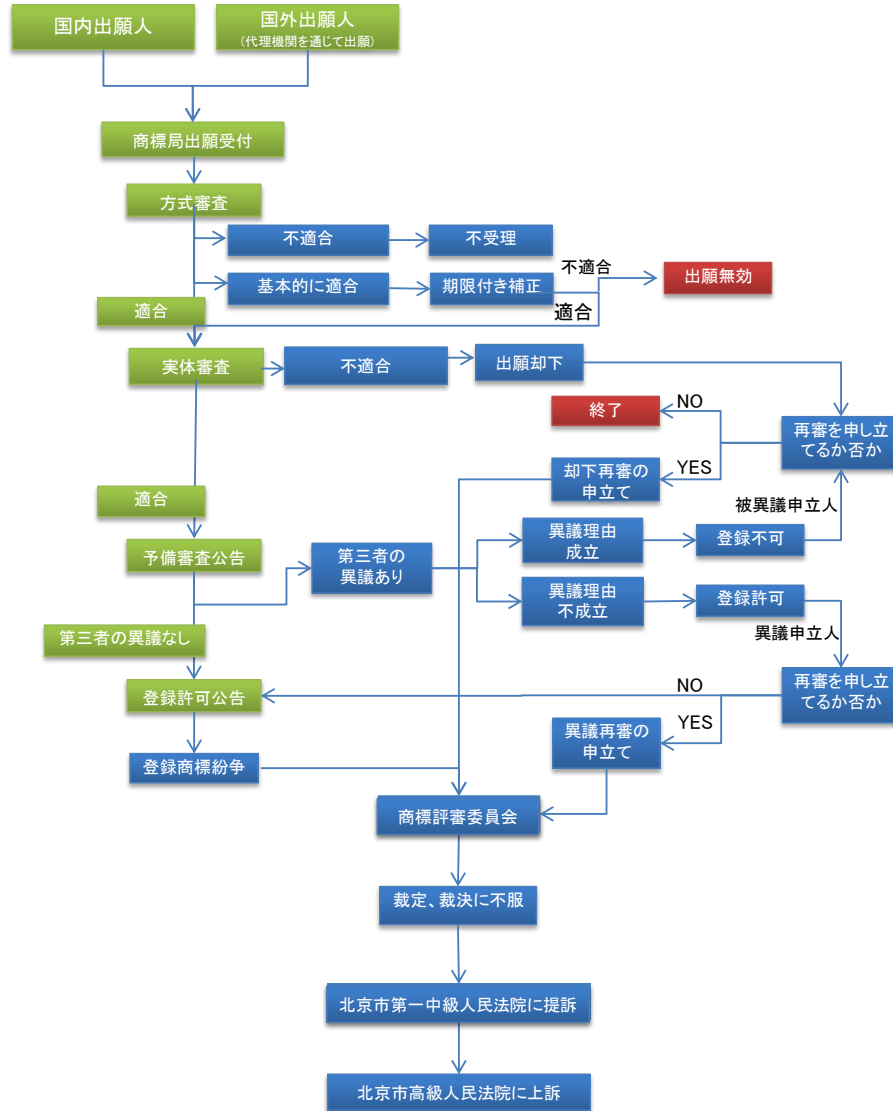 国内出願人
国外出願人
(代理機関を通じて出願)
商標局出願受付
方式審査
不適合
不受理
基本的に適合
期限付き補正
不適合
出願無効
適合
適合
実体審査
不適合
出願却下
終了
NO
再審を申し立
てるか否か
YES
却下再審の
申立て
適合
被異議申立人
予備審査公告
第三者の
異議あり
異議理由
成立
登録不可
異議理由
不成立
登録許可
第三者の異議なし
異議申立人
登録許可公告
NO
再審を申し立
てるか否か
YES
異議再審の
申立て
登録商標紛争
商標評審委員会
裁定、裁決に不服
北京市第一中級人民法院に提訴
北京市高級人民法院に上訴